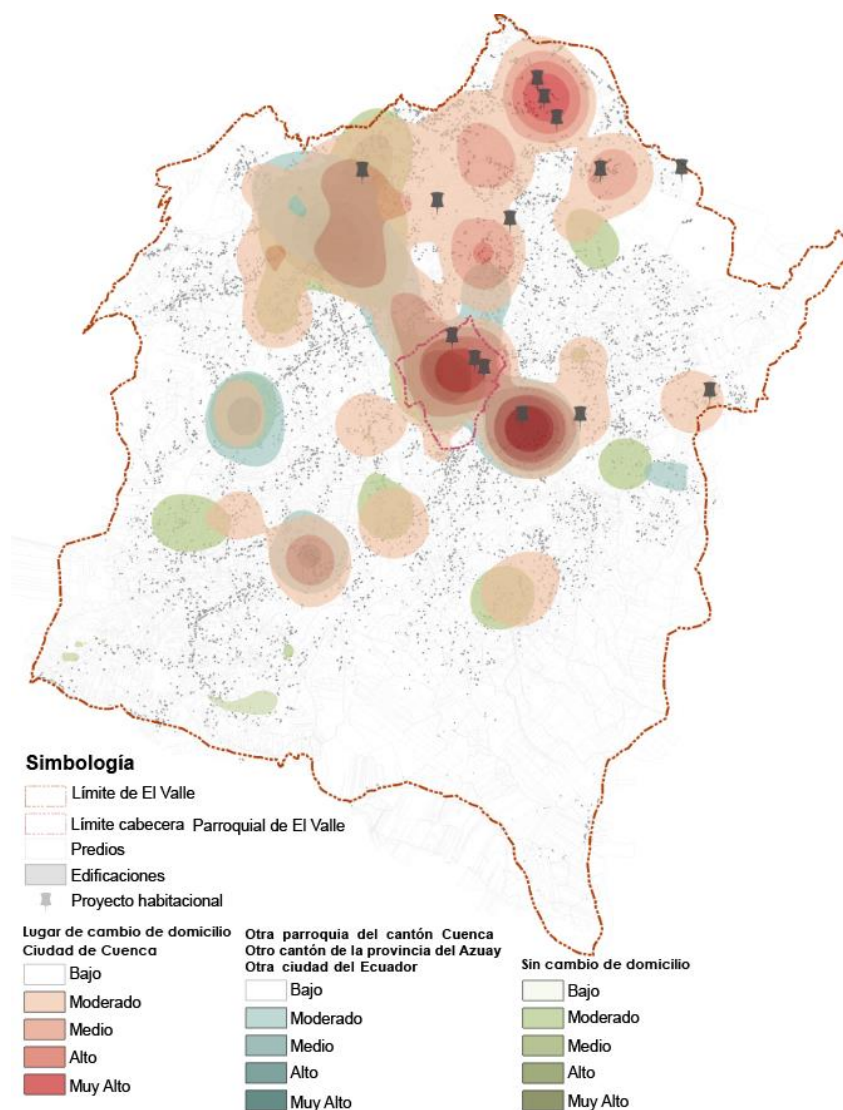 Simbología
Límite de El Valle
Límite cabecera Parroquial de El Valle
Predios
Edificaciones
Proyecto habitacional
Lugar de cambio de domicilio
Ciudad de Cuenca
Bajo
Moderado
Medio
Alto
Muy Alto
Otra parroquia del cantón Cuenca
Otro cantón de la provincia del Azuay
Otra ciudad del Ecuador
Bajo
Moderado
Medio
Alto
Muy Alto
Sin cambio de domicilio
Bajo
Moderado
Medio
Alto
Muy Alto